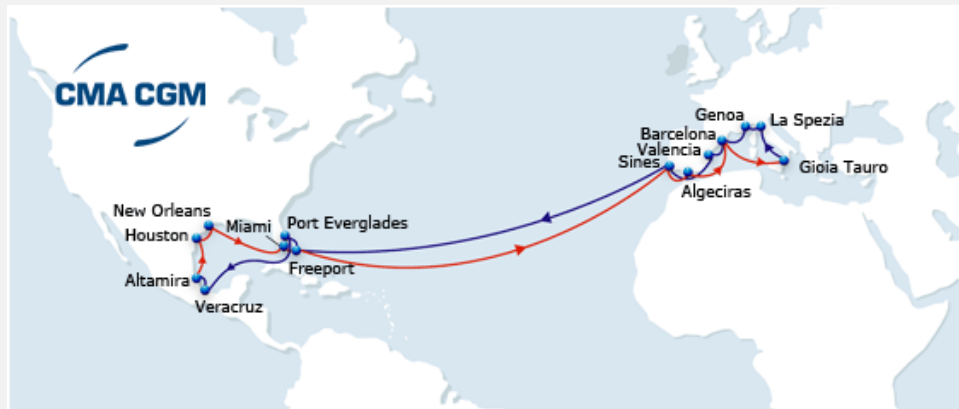 CMA CGM
Genoa
La Spezia
Barcelona
Valencia
Sines
Gioia Tauro
Algeciras
New Orleans
Miami
Port Everglades
Houston
Freeport
Altamira
Veracruz